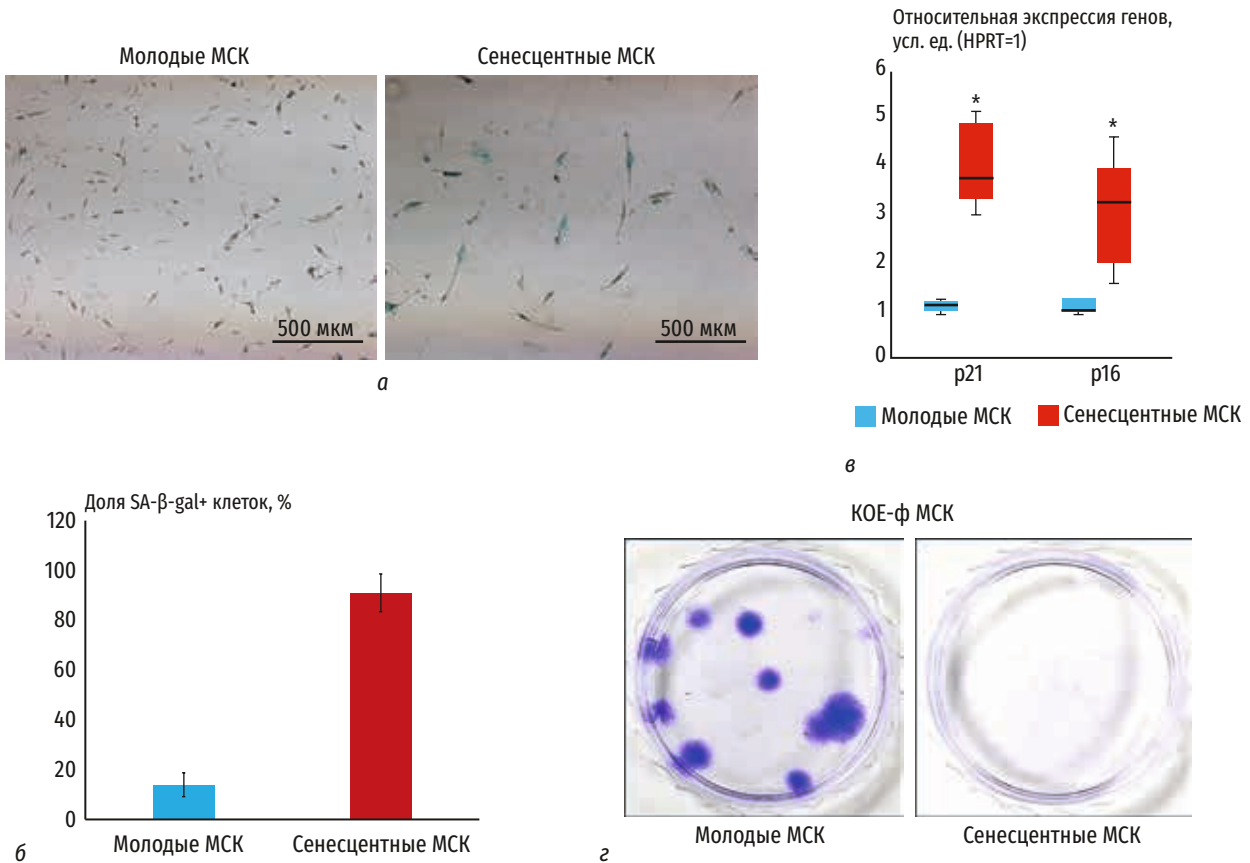 Молодые МСК
Сенесцентные МСК
500 мкм
500 мкм
а
Относительная экспрессия генов,
усл. ед. (HPRT=1)
6
5
4
3
2
1
0
*
*
p21
p16
Молодые МСК
Сенесцентные МСК
в
Доля SA-β-gal+ клеток, %
120
100
80
60
40
20
0
Молодые МСК
Сенесцентные МСК
б
КОЕ-ф МСК
Молодые МСК
Сенесцентные МСК
г